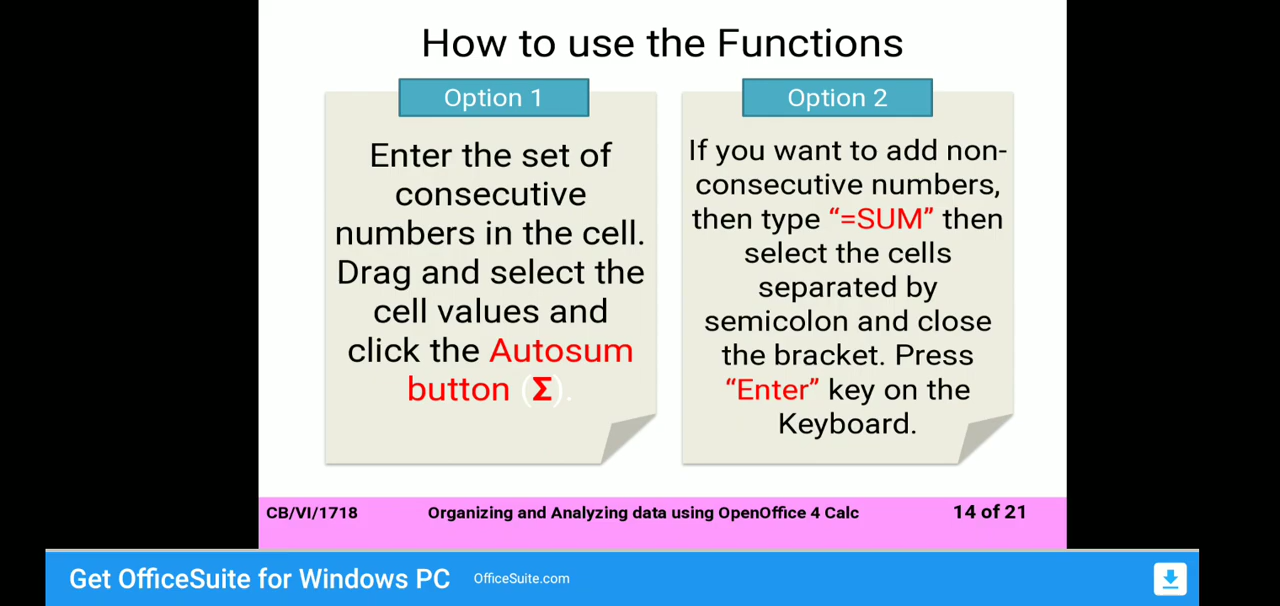 How to use the Functions
Option 1
Enter the set of
consecutive
numbers in the cell.
Drag and select the
cell values and
click the Autosum
button (Σ).
Option 2
If you want to add non-
consecutive numbers,
then type “=SUM” then
select the cells
separated by
semicolon and close
the bracket. Press
“Enter” key on the
Keyboard.
CB/VI/1718
Organizing and Analyzing data using OpenOffice 4 Calc
14 of 21
Get OfficeSuite for Windows PC
OfficeSuite.com